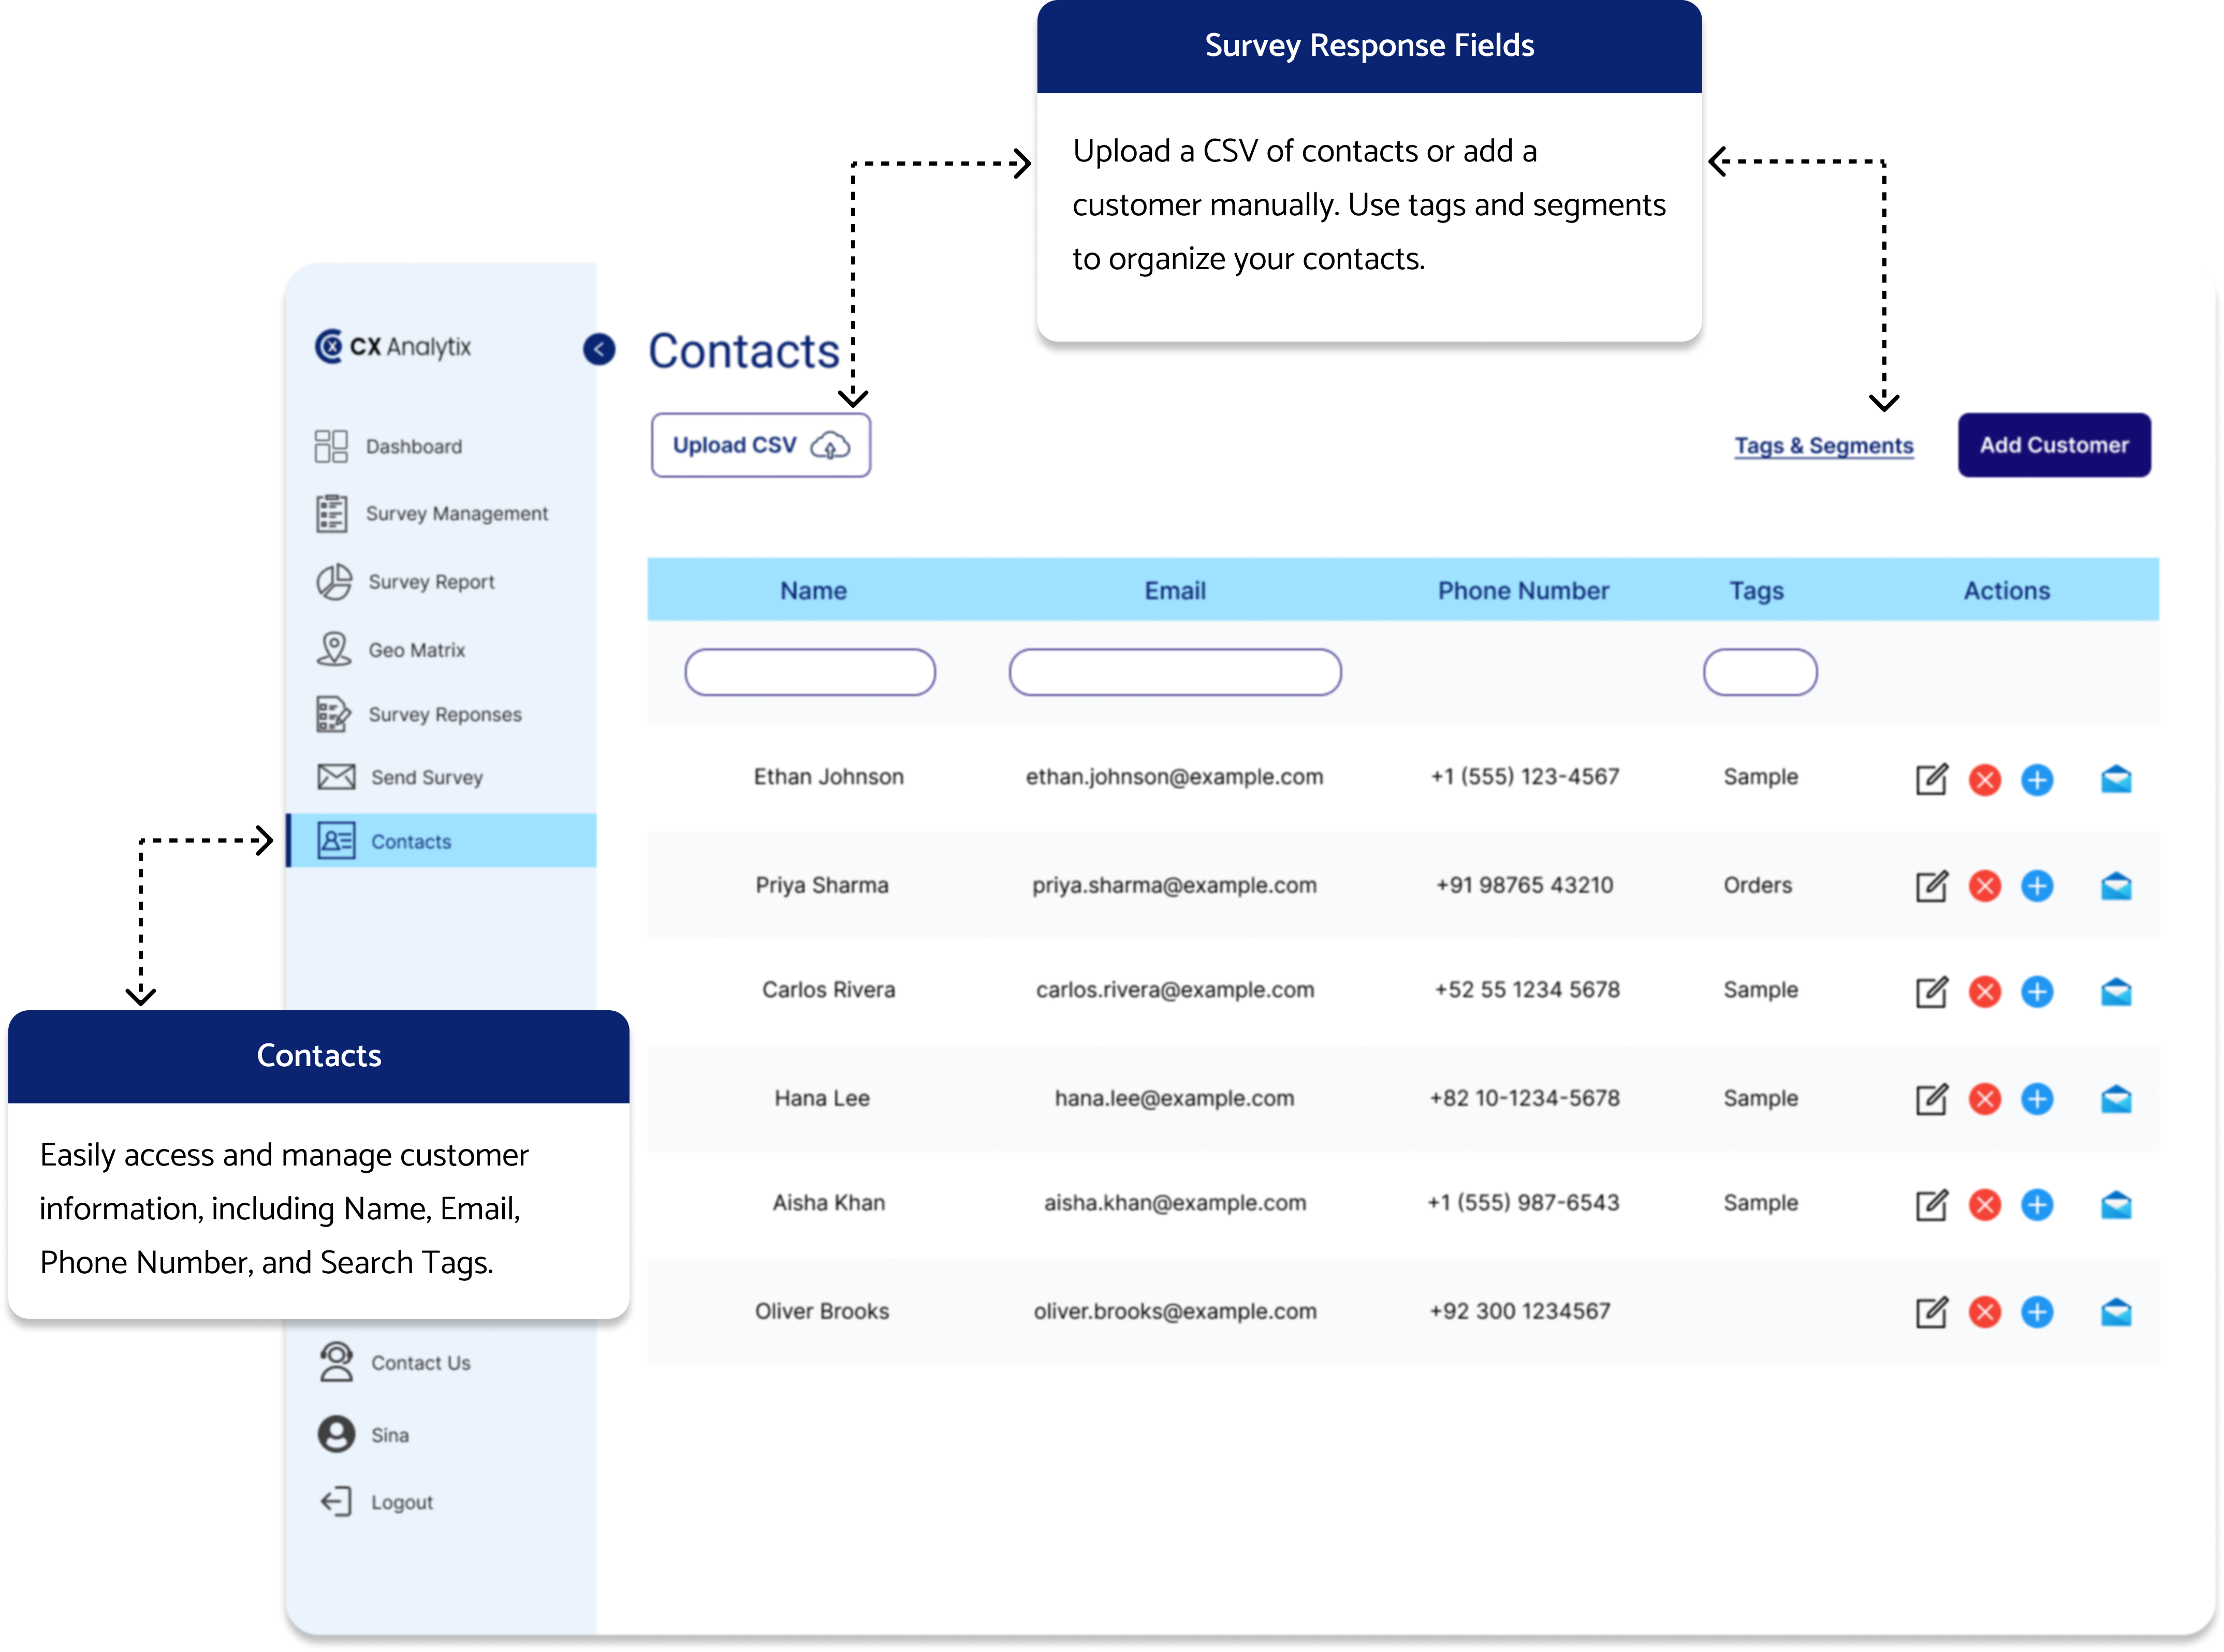 Survey Response Fields
Upload a CSV of contacts or add a
customer manually. Use tags and segments
to organize your contacts.
CX Analytix
Dashboard
Survey Management
Survey Report
Geo Matrix
Survey Reponses
Send Survey
Contacts
Contacts
Easily access and manage customer
information, including Name, Email,
Phone Number, and Search Tags.
Contact Us
Sina
Logout
Contacts
Upload CSV
Tags & Segments
Add Customer
Name Email Phone Number Tags Actions
Ethan Johnson ethan.johnson@example.com +1 (555) 123-4567 Sample
Priya Sharma priya.sharma@example.com +91 98765 43210 Orders
Carlos Rivera carlos.rivera@example.com +52 55 1234 5678 Sample
Hana Lee hana.lee@example.com +82 10-1234-5678 Sample
Aisha Khan aisha.khan@example.com +1 (555) 987-6543 Sample
Oliver Brooks oliver.brooks@example.com +92 300 1234567